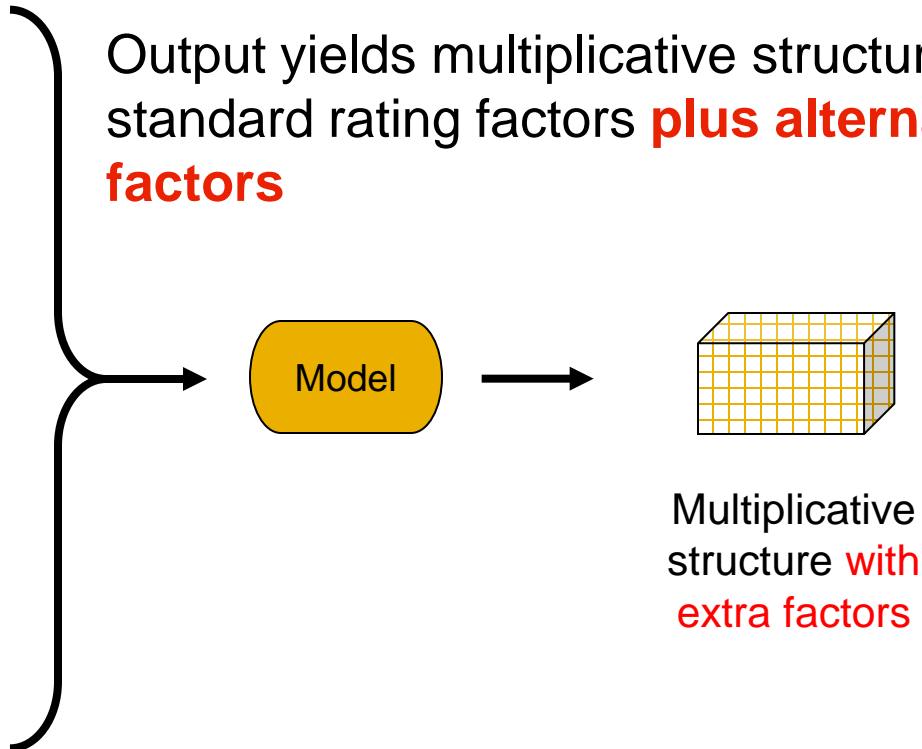 Output yields multiplicative structur
standard rating factors plus altern
factors
Model
Multiplicative
structure with
extra factors